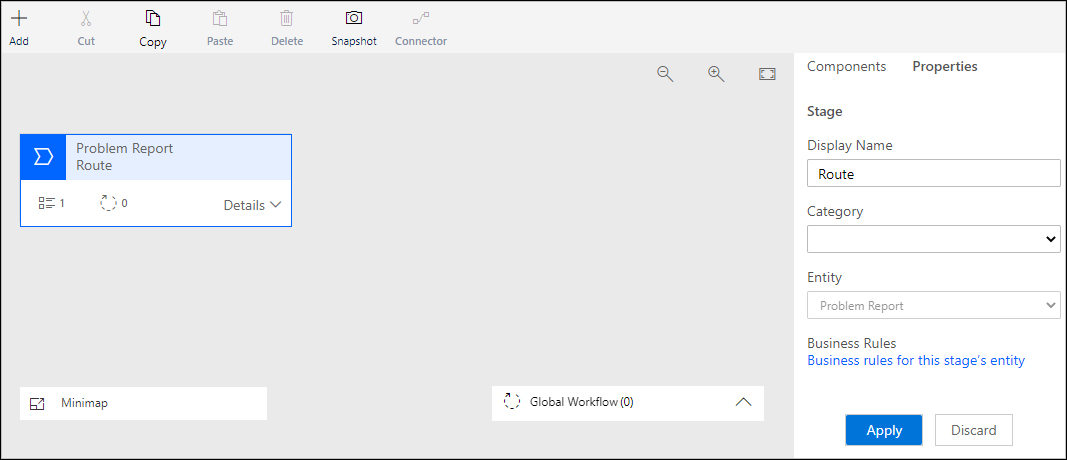 Add Cut Copy Paste Delete Snapshot Connector
Components Properties
Stage
Display Name
Route
Category
Entity
Problem Report
Business Rules
Business rules for this stage's entity
Apply Discard
Problem Report
Route
1 0 Details
Minimap
Global Workflow (0)